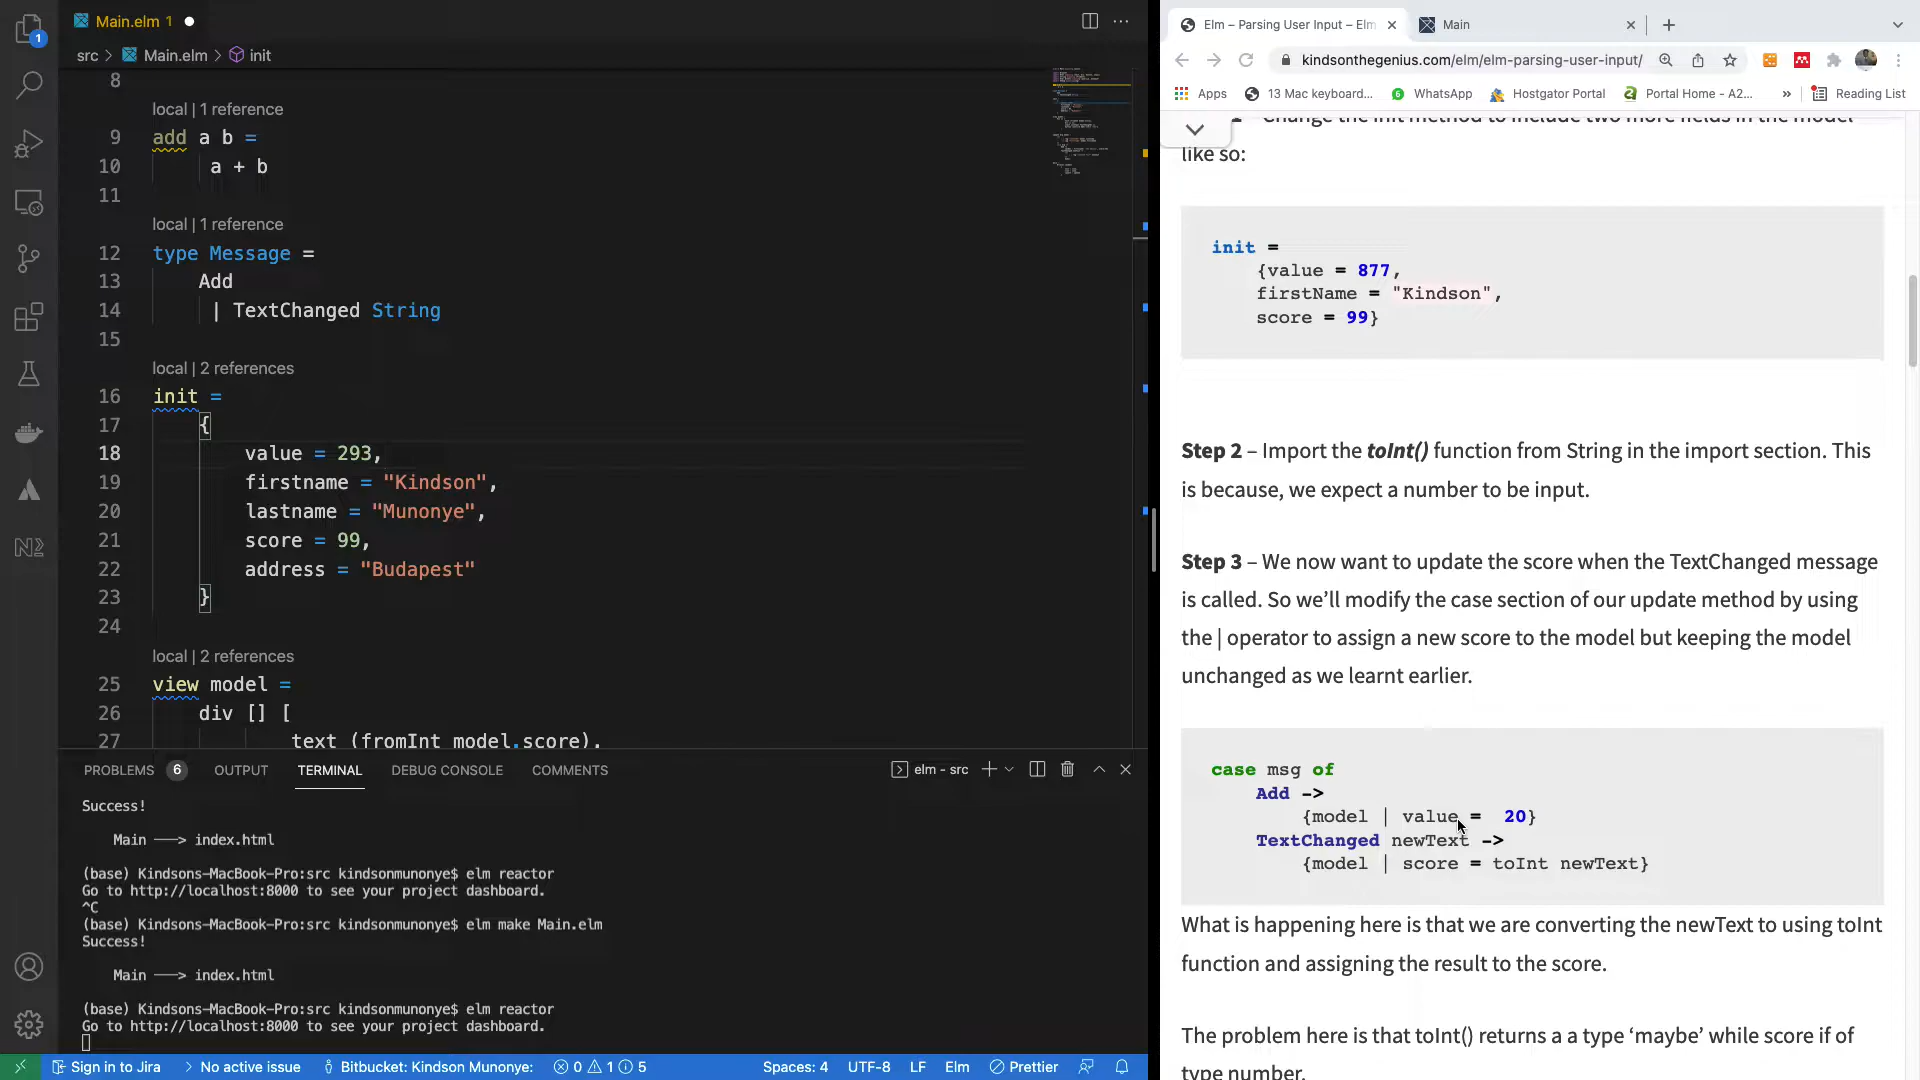 Main.elm 1
src > Main.elm > init
8
local | 1 reference
9 add a b =
10 a + b
11
local | 1 reference
12 type Message =
13 Add
14 | TextChanged String
15
local | 2 references
16 init =
17 {
18 value = 293,
19 firstname = "Kindson",
20 lastname = "Munonye",
21 score = 99,
22 address = "Budapest"
23 }
24
local | 2 references
25 view model =
26 div [] [
27 text (fromInt model.score),
PROBLEMS 6 OUTPUT TERMINAL DEBUG CONSOLE COMMENTS elm - src
Success!
Main ——> index.html
(base) Kindsons-MacBook-Pro:src kindsonmunonye$ elm reactor
Go to http://localhost:8000 to see your project dashboard.
^C
(base) Kindsons-MacBook-Pro:src kindsonmunonye$ elm make Main.elm
Success!
Main ——> index.html
(base) Kindsons-MacBook-Pro:src kindsonmunonye$ elm reactor
Go to http://localhost:8000 to see your project dashboard.
Sign in to Jira No active issue Bitbucket: Kindson Munonye: 0 1 5 Spaces: 4 UTF-8 LF Elm Prettier
Elm – Parsing User Input – Elm Main
kindsonthegenius.com/elm/elm-parsing-user-input/
Apps 13 Mac keyboard... WhatsApp Hostgator Portal Portal Home - A2... » Reading List
– Change the init method to include two more fields in the model
like so:
init =
{value = 877,
firstName = "Kindson",
score = 99}
Step 2 – Import the toInt() function from String in the import section. This
is because, we expect a number to be input.
Step 3 – We now want to update the score when the TextChanged message
is called. So we’ll modify the case section of our update method by using
the | operator to assign a new score to the model but keeping the model
unchanged as we learnt earlier.
case msg of
Add ->
{model | value = 20}
TextChanged newText ->
{model | score = toInt newText}
What is happening here is that we are converting the newText to using toInt
function and assigning the result to the score.
The problem here is that toInt() returns a a type ‘maybe’ while score if of
type number.